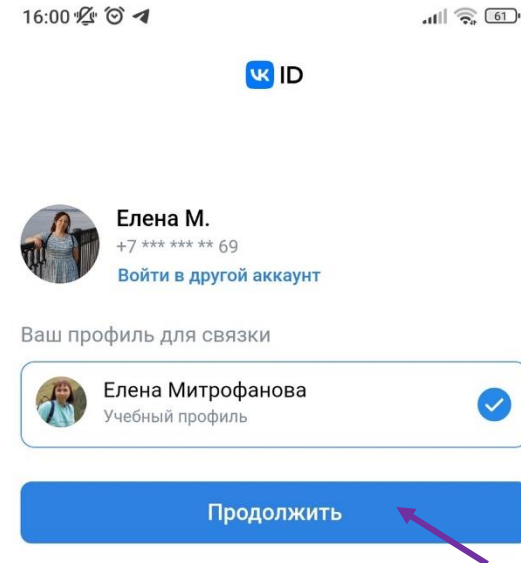 16:00
61
VK ID
Елена М.
+7 *** *** ** 69
Войти в другой аккаунт
Ваш профиль для связки
Елена Митрофанова
Учебный профиль
Продолжить